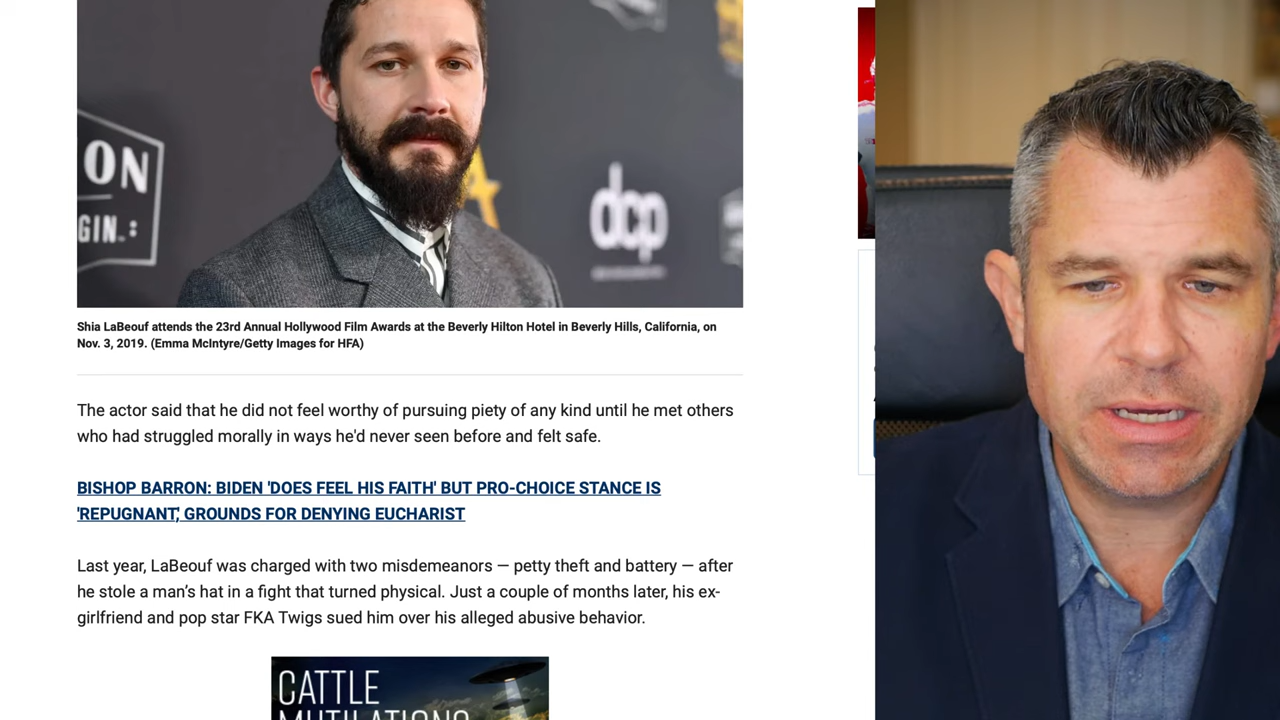 ON
GIN.:
dcp
Shia LaBeouf attends the 23rd Annual Hollywood Film Awards at the Beverly Hilton Hotel in Beverly Hills, California, on
Nov. 3, 2019. (Emma McIntyre/Getty Images for HFA)
The actor said that he did not feel worthy of pursuing piety of any kind until he met others
who had struggled morally in ways he'd never seen before and felt safe.
BISHOP BARRON: BIDEN 'DOES FEEL HIS FAITH' BUT PRO-CHOICE STANCE IS
'REPUGNANT,' GROUNDS FOR DENYING EUCHARIST
Last year, LaBeouf was charged with two misdemeanors — petty theft and battery — after
he stole a man’s hat in a fight that turned physical. Just a couple of months later, his ex-
girlfriend and pop star FKA Twigs sued him over his alleged abusive behavior.
CATTLE
MUTILATIONS